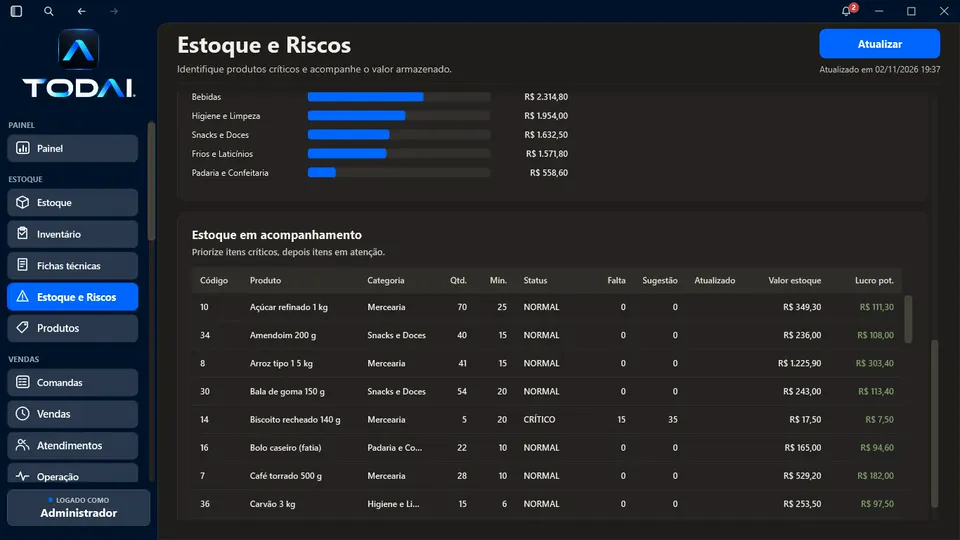 2
TODAI.
PAINEL
Painel
ESTOQUE
Estoque
Inventário
Fichas técnicas
Estoque e Riscos
Produtos
VENDAS
Comandas
Vendas
Atendimentos
Operação
LOGADO COMO
Administrador
Estoque e Riscos
Identifique produtos críticos e acompanhe o valor armazenado.
Atualizar
Atualizado em 02/11/2026 19:37
Bebidas R$ 2.314,80
Higiene e Limpeza R$ 1.954,00
Snacks e Doces R$ 1.632,50
Frios e Laticínios R$ 1.571,80
Padaria e Confeitaria R$ 558,60
Estoque em acompanhamento
Priorize itens críticos, depois itens em atenção.
Código Produto Categoria Qtd. Min. Status Falta Sugestão Atualizado Valor estoque Lucro pot.
10 Açúcar refinado 1 kg Mercearia 70 25 NORMAL 0 0 R$ 349,30 R$ 111,30
34 Amendoim 200 g Snacks e Doces 40 15 NORMAL 0 0 R$ 236,00 R$ 108,00
8 Arroz tipo 1 5 kg Mercearia 41 15 NORMAL 0 0 R$ 1.225,90 R$ 303,40
30 Bala de goma 150 g Snacks e Doces 54 20 NORMAL 0 0 R$ 243,00 R$ 113,40
14 Biscoito recheado 140 g Mercearia 5 20 CRÍTICO 15 35 R$ 17,50 R$ 7,50
16 Bolo caseiro (fatia) Padaria e Co... 22 10 NORMAL 0 0 R$ 165,00 R$ 94,60
7 Café torrado 500 g Mercearia 28 10 NORMAL 0 0 R$ 529,20 R$ 182,00
36 Carvão 3 kg Higiene e Li... 15 6 NORMAL 0 0 R$ 253,50 R$ 97,50